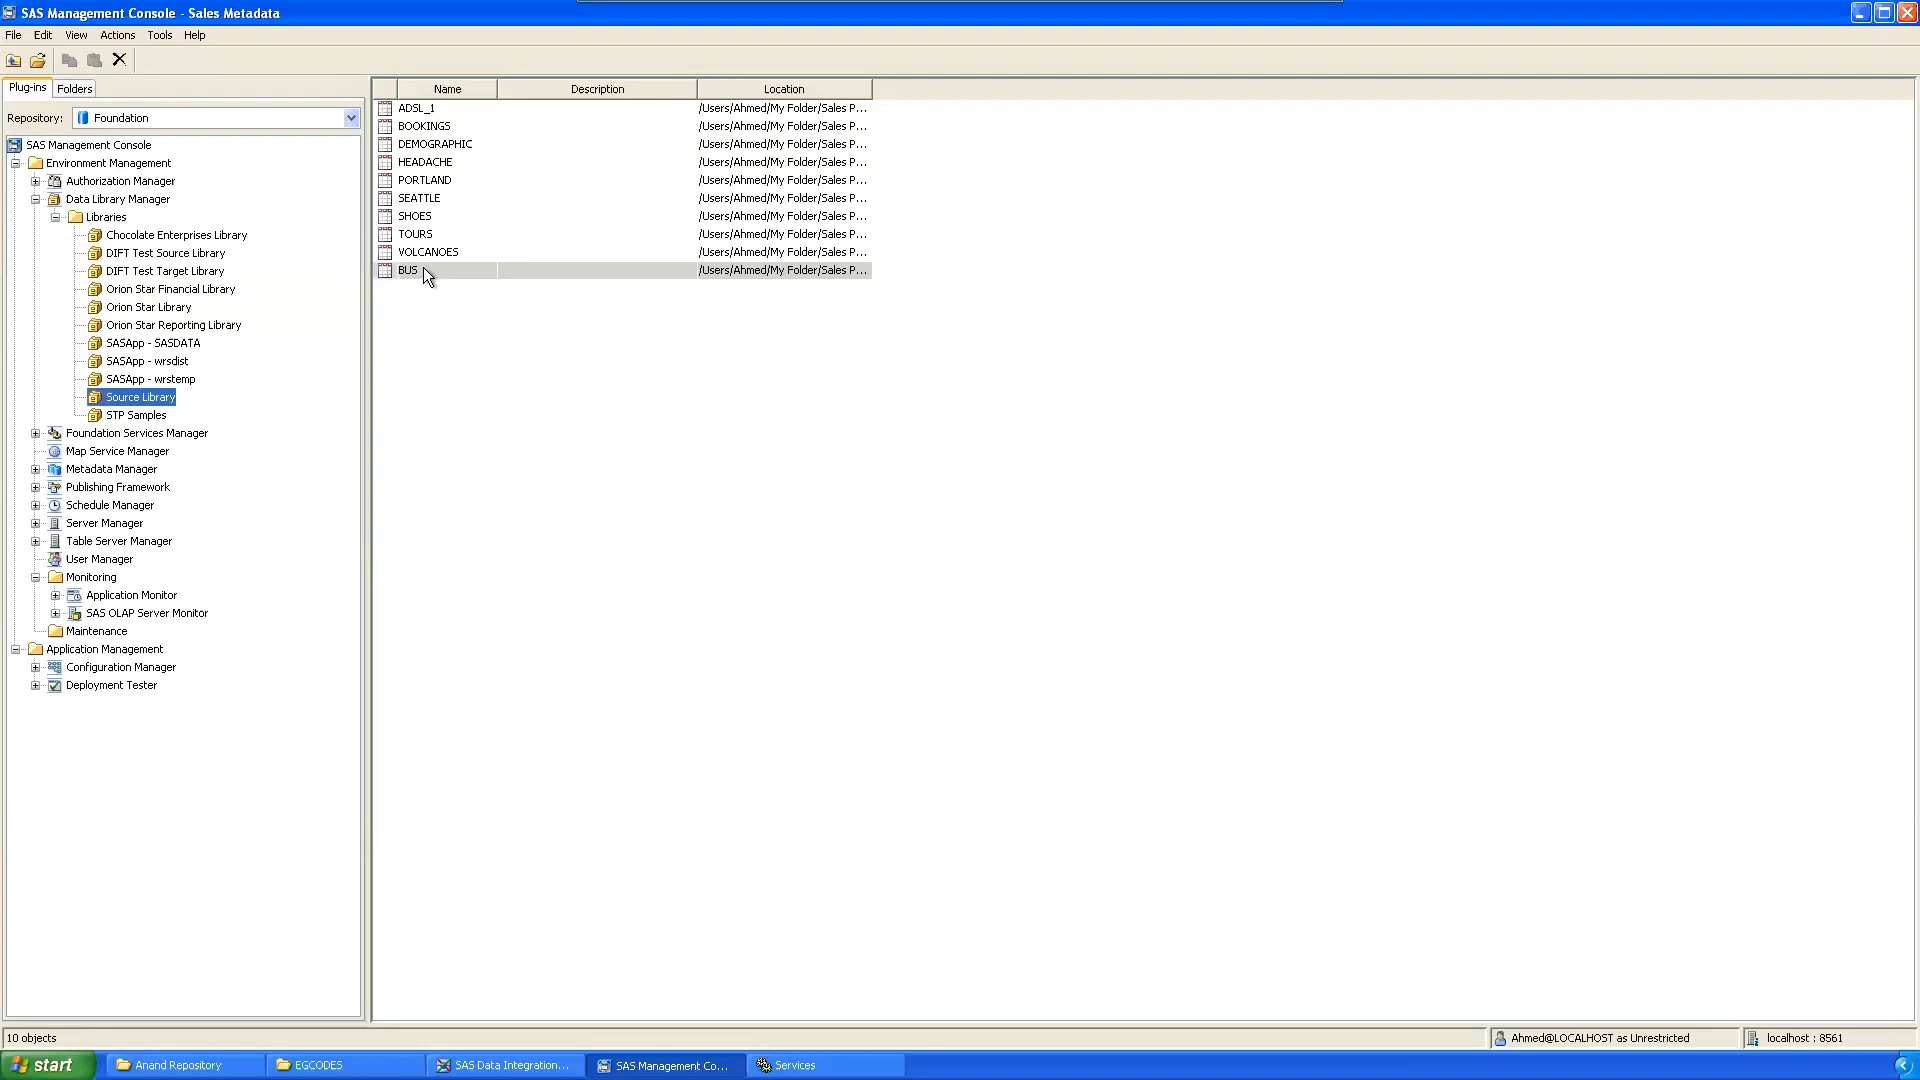 SAS Management Console - Sales Metadata
File Edit View Actions Tools Help
Plug-ins Folders
Repository: Foundation
SAS Management Console
Environment Management
Authorization Manager
Data Library Manager
Libraries
Chocolate Enterprises Library
DIFT Test Source Library
DIFT Test Target Library
Orion Star Financial Library
Orion Star Library
Orion Star Reporting Library
SASApp - SASDATA
SASApp - wrsdist
SASApp - wrstemp
Source Library
STP Samples
Foundation Services Manager
Map Service Manager
Metadata Manager
Publishing Framework
Schedule Manager
Server Manager
Table Server Manager
User Manager
Monitoring
Application Monitor
SAS OLAP Server Monitor
Maintenance
Application Management
Configuration Manager
Deployment Tester
Name Description Location
ADSL_1 /Users/Ahmed/My Folder/Sales P...
BOOKINGS /Users/Ahmed/My Folder/Sales P...
DEMOGRAPHIC /Users/Ahmed/My Folder/Sales P...
HEADACHE /Users/Ahmed/My Folder/Sales P...
PORTLAND /Users/Ahmed/My Folder/Sales P...
SEATTLE /Users/Ahmed/My Folder/Sales P...
SHOES /Users/Ahmed/My Folder/Sales P...
TOURS /Users/Ahmed/My Folder/Sales P...
VOLCANOES /Users/Ahmed/My Folder/Sales P...
BUS /Users/Ahmed/My Folder/Sales P...
10 objects Ahmed@LOCALHOST as Unrestricted localhost : 8561
start Anand Repository EGCODES SAS Data Integration... SAS Management Co... Services